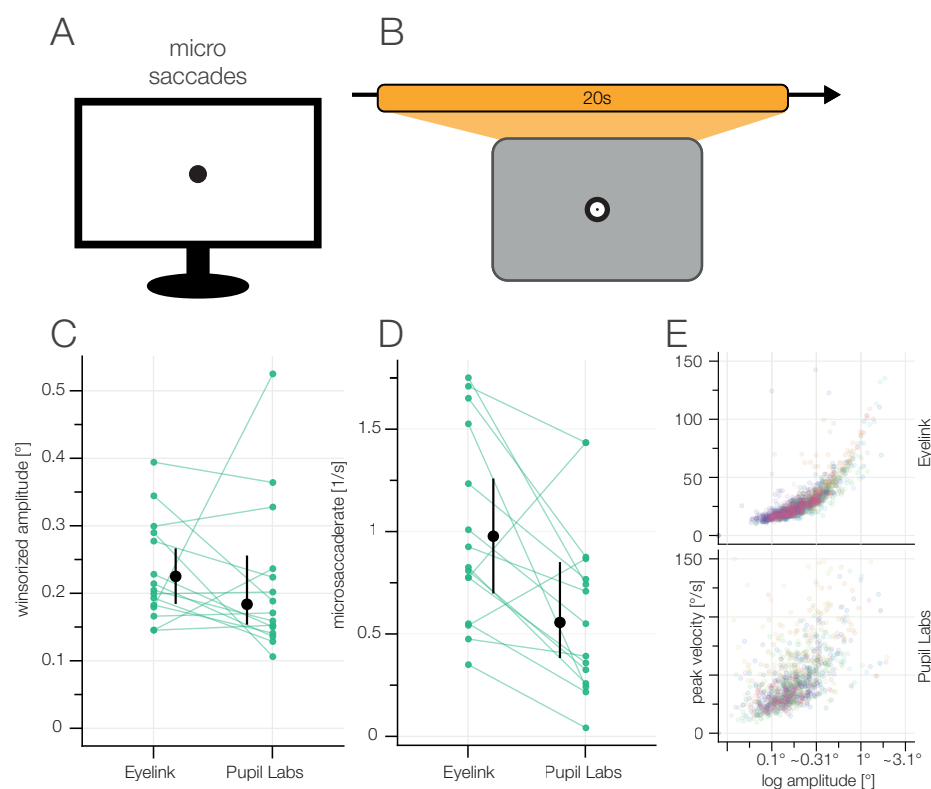 A
micro
saccades
B
20s
C
winsorized amplitude [°]
0.5
0.4
0.3
0.2
0.1
0
Eyelink
Pupil Labs
D
microsaccaderate [1/s]
1.5
1
0.5
0
Eyelink
Pupil Labs
E
150
100
50
0
Eyelink
150
peak velocity [°/s]
0
Pupil Labs
0.1° ~0.31° 1° ~3.1°
log amplitude [°]